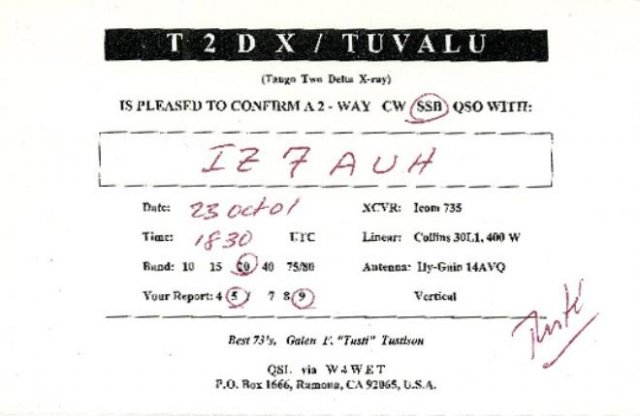 T2DX/TUVALU
(Tango Two Delta X-ray)
IS PLEASED TO CONFIRM A 2 - WAY CW SSB QSO WITH:
IZ7AUH
Date: 23 oct 01 XCVR: Icom 735
Time: 1830 UTC Linear: Collins 30L1, 400 W
Band: 10 15 20 40 75/80 Antenna: Hy-Gain 14AVQ
Your Report: 4 5 / 7 8 9 Vertical
Best 73's, Galen F. "Tusti" Tustison
QSL via W4WET
P.O. Box 1666, Ramona, CA 92065, U.S.A.